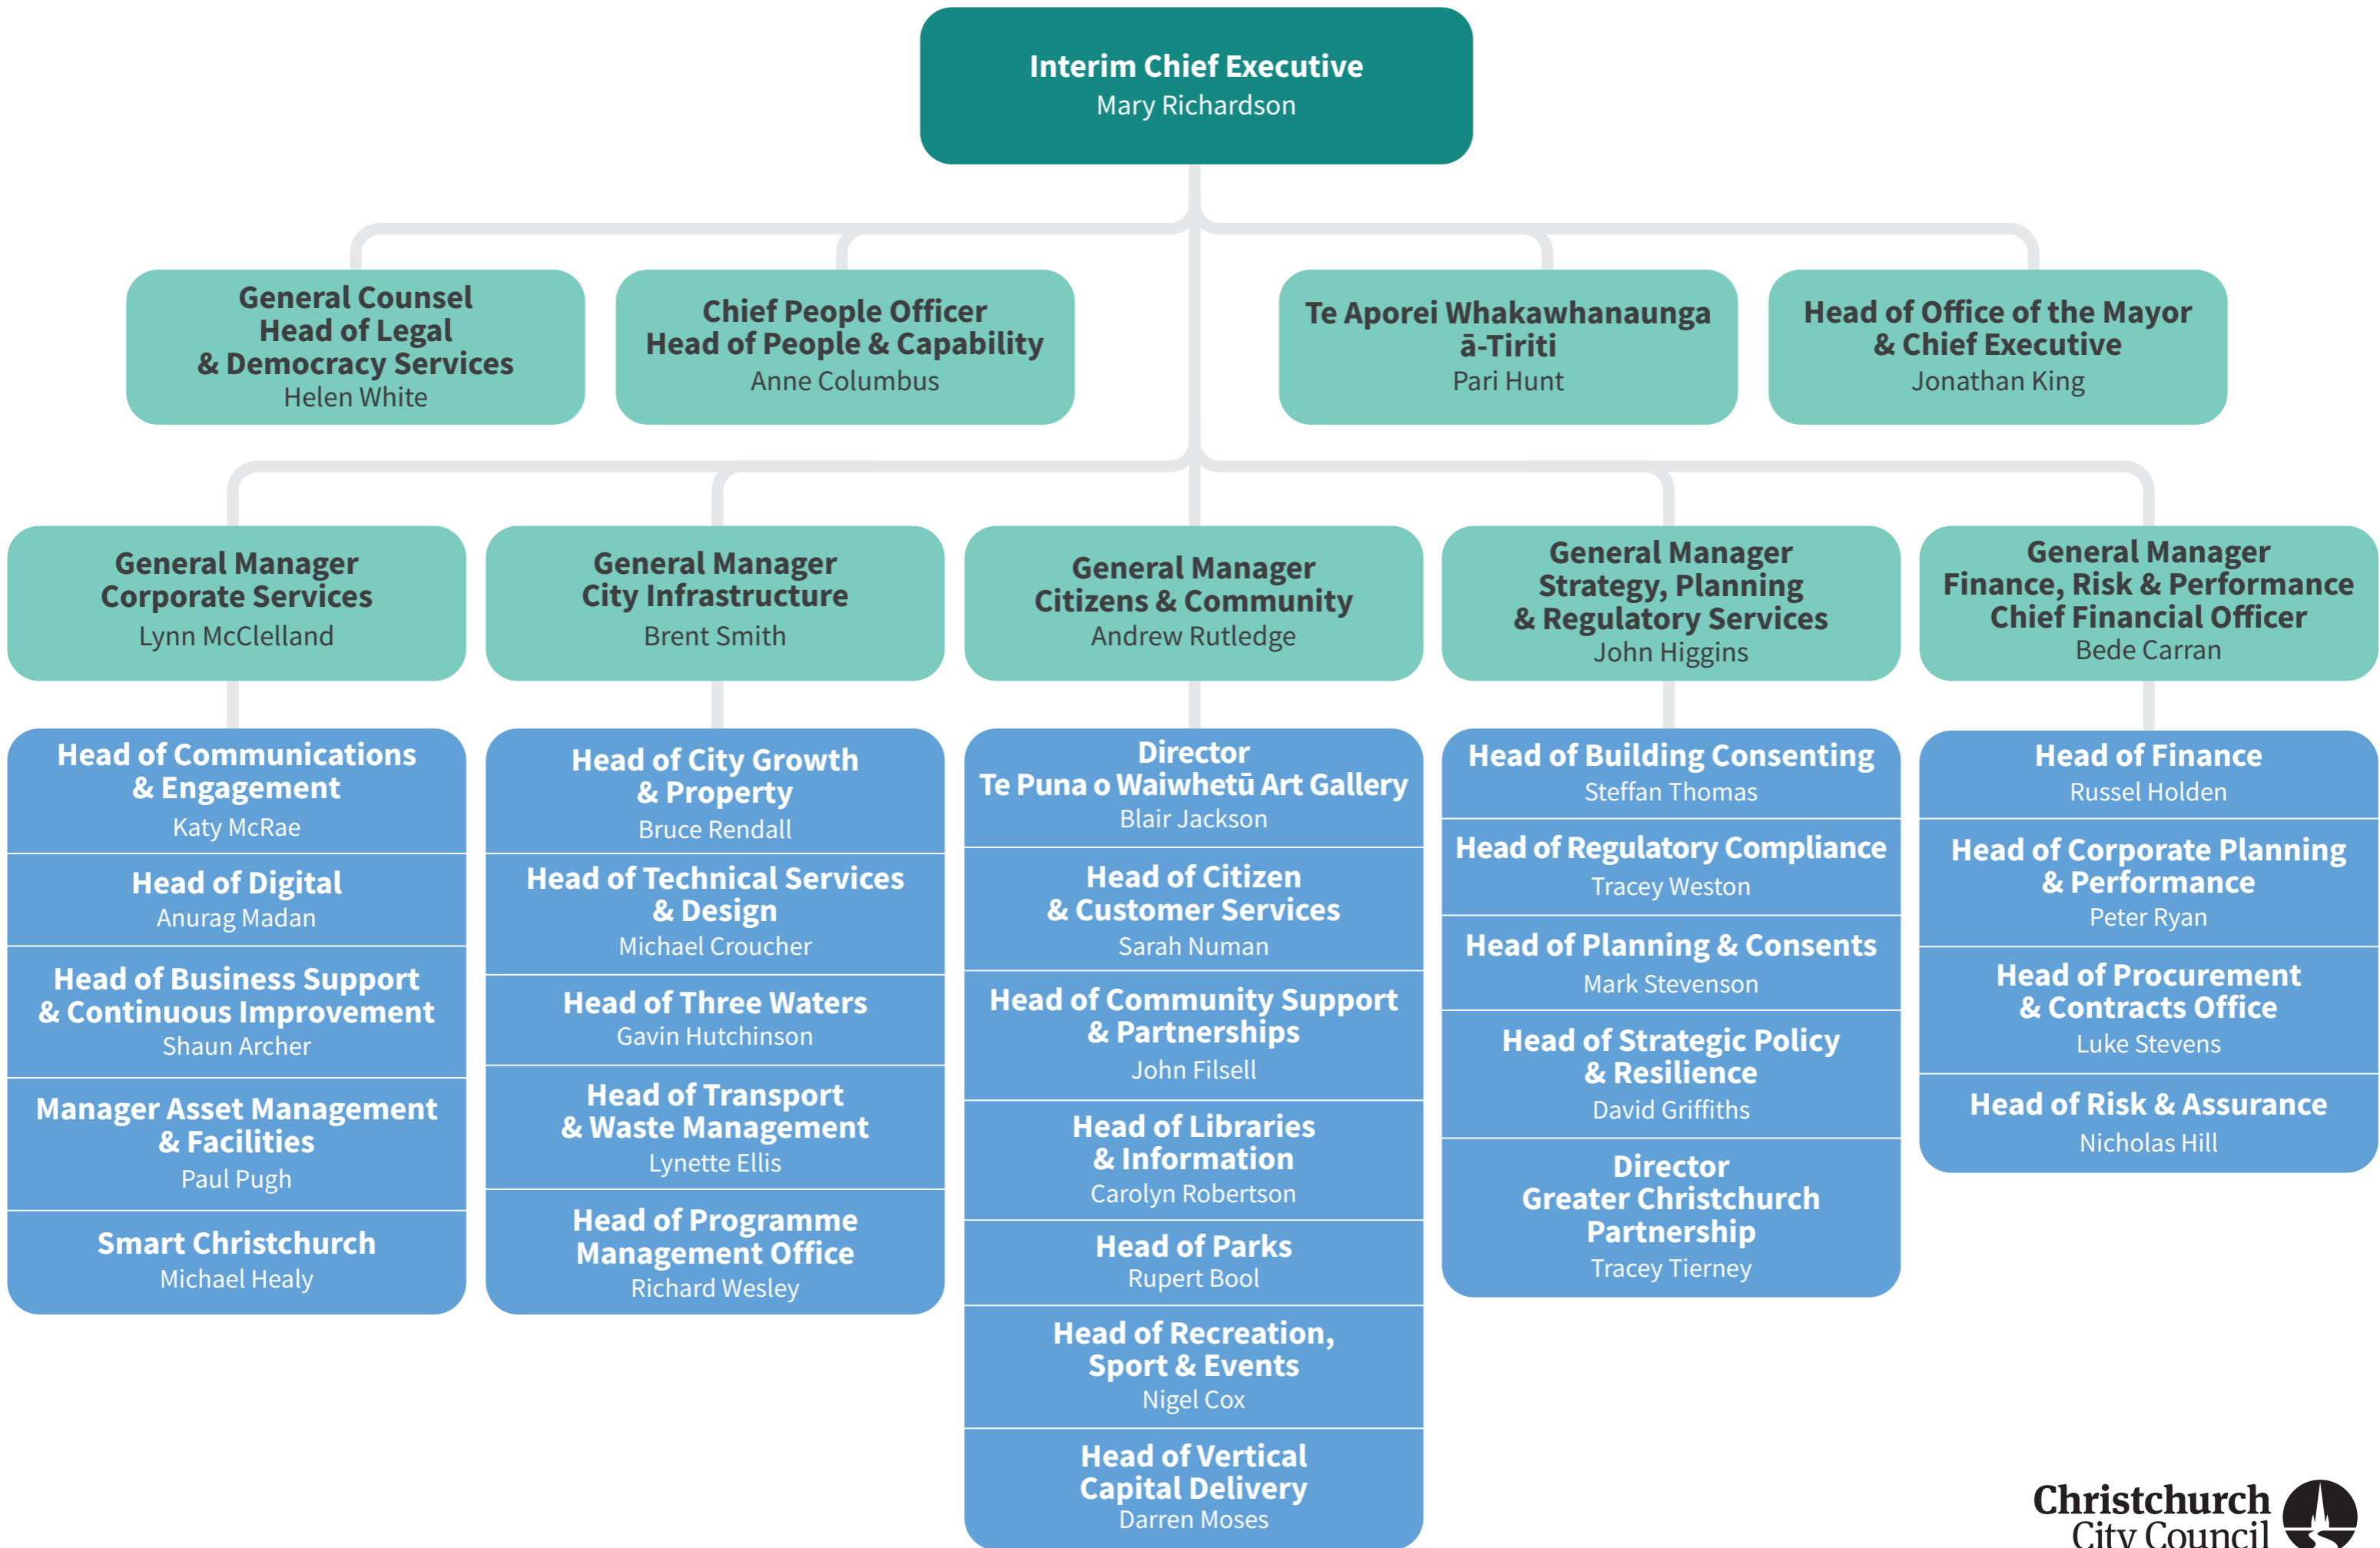 Interim Chief Executive
Mary Richardson
General Counsel
Head of Legal
& Democracy Services
Helen White
Chief People Officer
Head of People & Capability
Anne Columbus
Te Aporei Whakawhanaunga
ā-Tiriti
Pari Hunt
Head of Office of the Mayor
& Chief Executive
Jonathan King
General Manager
Corporate Services
Lynn McClelland
General Manager
City Infrastructure
Brent Smith
General Manager
Citizens & Community
Andrew Rutledge
General Manager
Strategy, Planning
& Regulatory Services
John Higgins
General Manager
Finance, Risk & Performance
Chief Financial Officer
Bede Carran
Head of Communications
& Engagement
Katy McRae
Head of Digital
Anurag Madan
Head of Business Support
& Continuous Improvement
Shaun Archer
Manager Asset Management
& Facilities
Paul Pugh
Smart Christchurch
Michael Healy
Head of City Growth
& Property
Bruce Rendall
Head of Technical Services
& Design
Michael Croucher
Head of Three Waters
Gavin Hutchinson
Head of Transport
& Waste Management
Lynette Ellis
Head of Programme
Management Office
Richard Wesley
Director
Te Puna o Waiwhetū Art Gallery
Blair Jackson
Head of Citizen
& Customer Services
Sarah Numan
Head of Community Support
& Partnerships
John Filsell
Head of Libraries
& Information
Carolyn Robertson
Head of Parks
Rupert Bool
Head of Recreation,
Sport & Events
Nigel Cox
Head of Vertical
Capital Delivery
Darren Moses
Head of Building Consenting
Steffan Thomas
Head of Regulatory Compliance
Tracey Weston
Head of Planning & Consents
Mark Stevenson
Head of Strategic Policy
& Resilience
David Griffiths
Director
Greater Christchurch
Partnership
Tracey Tierney
Head of Finance
Russel Holden
Head of Corporate Planning
& Performance
Peter Ryan
Head of Procurement
& Contracts Office
Luke Stevens
Head of Risk & Assurance
Nicholas Hill
Christchurch
City Council